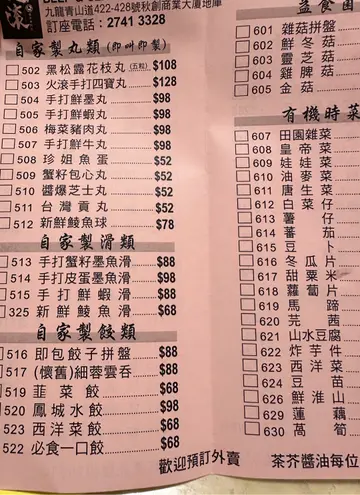 九龍青山道422-428號秋創商業大廈地庫
訂座電話：2741 3328
自家製丸類(即叫即製)
502 黑松露花枝丸(五粒) $108
503 火滾手打四寶丸 $128
504 手打鮮墨丸 $98
505 手打鮮蝦丸 $98
506 梅菜豬肉丸 $98
507 手打鮮牛丸 $98
508 珍姐魚蛋 $52
509 蟹籽包心丸 $52
510 醬爆芝士丸 $52
511 台灣貢丸 $52
512 新鮮鯪魚球 $78
自家製滑類
513 手打蟹籽墨魚滑 $88
514 手打皮蛋墨魚滑 $98
515 手打鮮蝦滑 $88
325 新鮮鯪魚滑 $68
自家製餃類
516 即包餃子拼盤 $88
517 (懷舊)細蓉雲吞 $88
519 韭菜餃 $68
520 鳳城水餃 $98
523 西洋菜餃 $68
522 必食一口餃 $68
601 雜菇拼盤
602 鮮冬菇
603 靈芝菇
604 雞脾菇
605 金菇
有機時菜
607 田園雜菜
608 皇帝菜
609 娃娃菜
610 油麥菜
611 唐生菜
612 白菜仔
613 薯仔
614 蕃茄
615 豆卜
616 冬瓜片
617 甜粟米
618 蘿蔔片
619 馬蹄
620 芫茜
621 山水豆腐
622 炸芋件
623 西洋菜
624 豆苗
626 鮮淮山
629 蓮藕
630 萵筍
歡迎預訂外賣
茶芥醬油每位